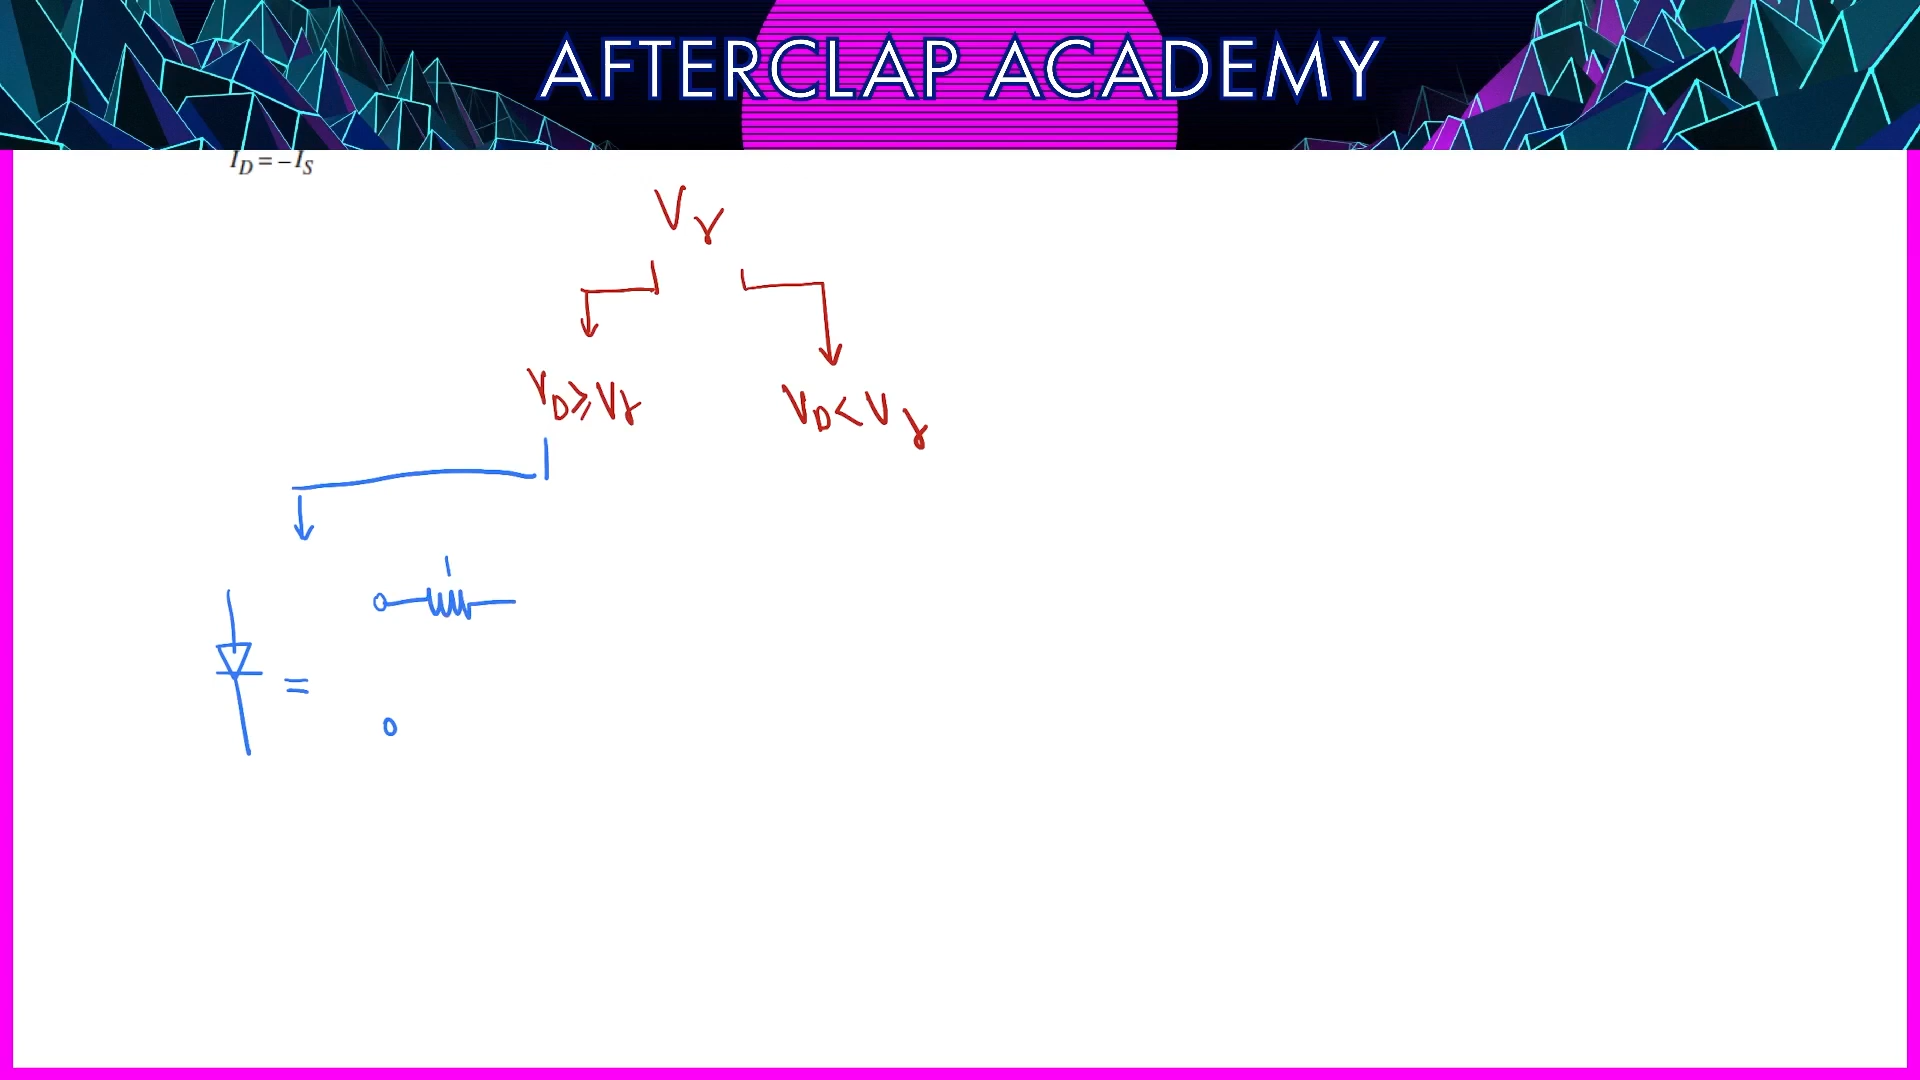 AFTERCLAP ACADEMY
I_D = –I_S
V_γ
V_D ≥ V_γ
V_D < V_γ
=